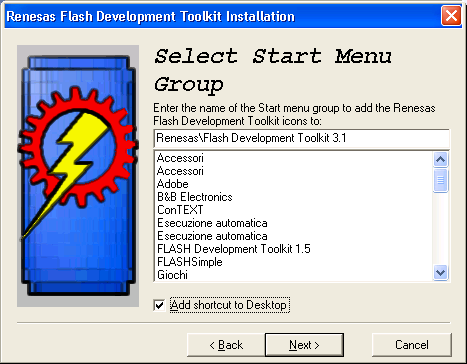 Renesas Flash Development Toolkit Installation
Select Start Menu
Group
Enter the name of the Start menu group to add the Renesas
Flash Development Toolkit icons to:
Renesas\Flash Development Toolkit 3.1
Accessori
Accessori
Adobe
B&B Electronics
ConTEXT
Esecuzione automatica
Esecuzione automatica
FLASH Development Toolkit 1.5
FLASHSimple
Giochi
Add shortcut to Desktop
< Back
Next >
Cancel